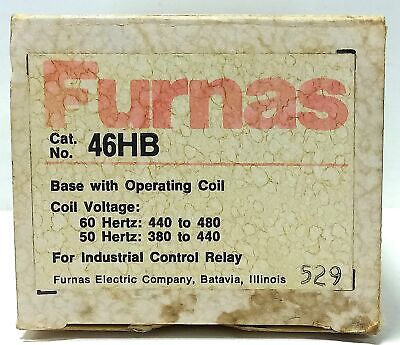 Furnas
Cat.
No. 46HB
Base with Operating Coil
Coil Voltage:
60 Hertz: 440 to 480
50 Hertz: 380 to 440
For Industrial Control Relay
Furnas Electric Company, Batavia, Illinois 529